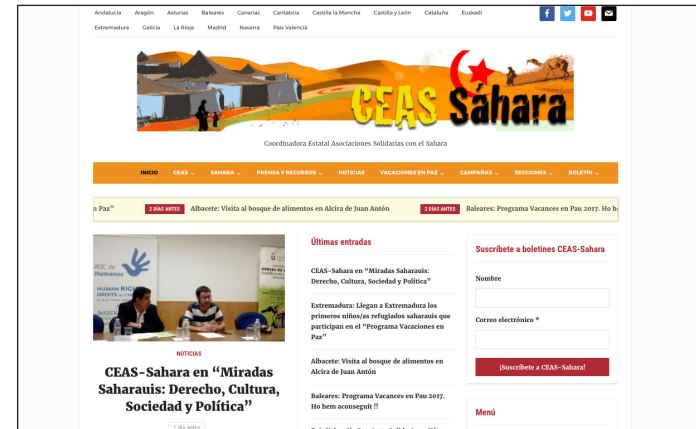 Andalucía Aragón Asturias Baleares Canarias Cantabria Castilla la Mancha Castilla y León Cataluña Euskadi
Extremadura Galicia La Rioja Madrid Navarra País Valencià
CEAS Sáhara
Coordinadora Estatal Asociaciones Solidarias con el Sahara
INICIO CEAS SAHARA PRENSA Y RECURSOS NOTICIAS VACACIONES EN PAZ CAMPAÑAS SECCIONES BOLETÍN
n Paz” 2 DÍAS ANTES Albacete: Visita al bosque de alimentos en Alcira de Juan Antón 2 DÍAS ANTES Baleares: Programa Vacances en Pau 2017. Ho h
HUMAN
NOTICIAS
CEAS-Sahara en “Miradas
Saharauis: Derecho, Cultura,
Sociedad y Política”
1 día antes
Últimas entradas
CEAS-Sahara en “Miradas Saharauis:
Derecho, Cultura, Sociedad y Política”
Extremadura: Llegan a Extremadura los
primeros niños/as refugiados saharauis que
participan en el “Programa Vacaciones en
Paz”
Albacete: Visita al bosque de alimentos en
Alcira de Juan Antón
Baleares: Programa Vacances en Pau 2017.
Ho hem aconseguit !!
Suscríbete a boletines CEAS-Sahara
Nombre
Correo electrónico *
¡Suscríbete a CEAS-Sahara!
Menú